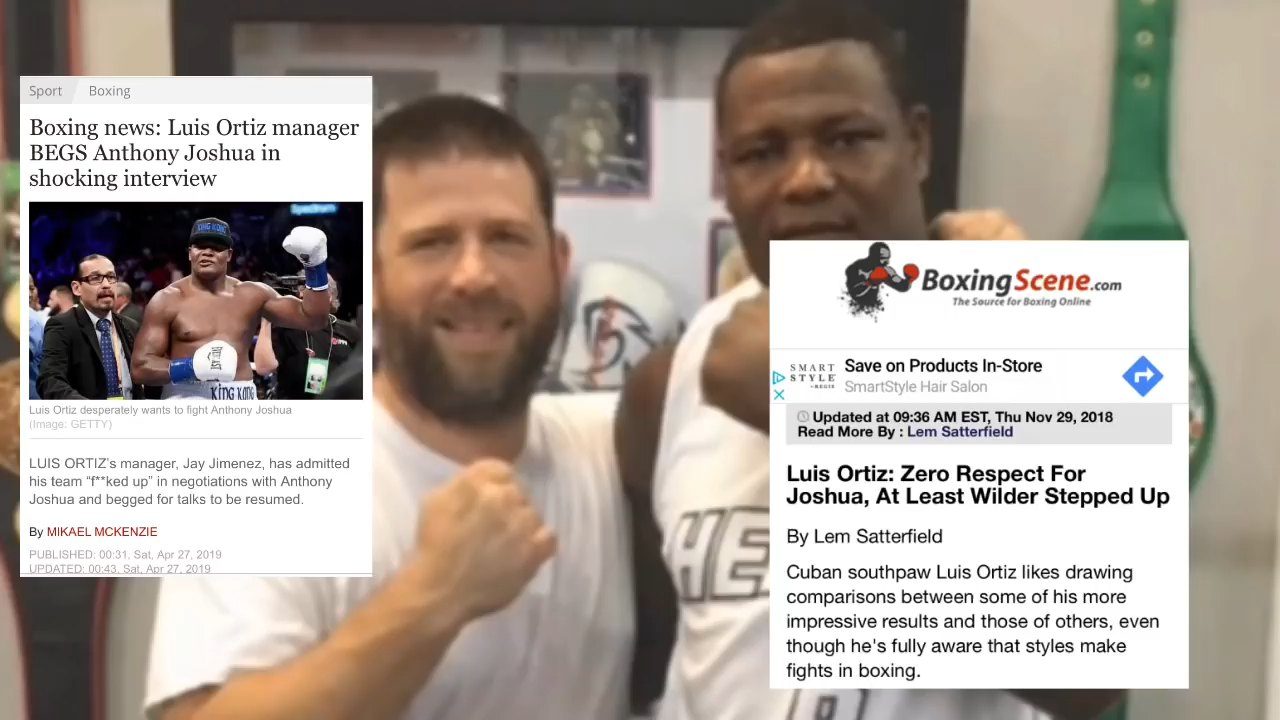 Sport Boxing
Boxing news: Luis Ortiz manager
BEGS Anthony Joshua in
shocking interview
Spectrum
KING KONG
EVERLAST
KING KONG
Luis Ortiz desperately wants to fight Anthony Joshua
(Image: GETTY)
LUIS ORTIZ's manager, Jay Jimenez, has admitted
his team “f**ked up” in negotiations with Anthony
Joshua and begged for talks to be resumed.
By MIKAEL MCKENZIE
PUBLISHED: 00:31, Sat, Apr 27, 2019
UPDATED: 00:43, Sat, Apr 27, 2019
HE
BoxingScene.com
The Source for Boxing Online
SMART
STYLE
BY REGIS
Save on Products In-Store
SmartStyle Hair Salon
Updated at 09:36 AM EST, Thu Nov 29, 2018
Read More By : Lem Satterfield
Luis Ortiz: Zero Respect For
Joshua, At Least Wilder Stepped Up
By Lem Satterfield
Cuban southpaw Luis Ortiz likes drawing
comparisons between some of his more
impressive results and those of others, even
though he's fully aware that styles make
fights in boxing.